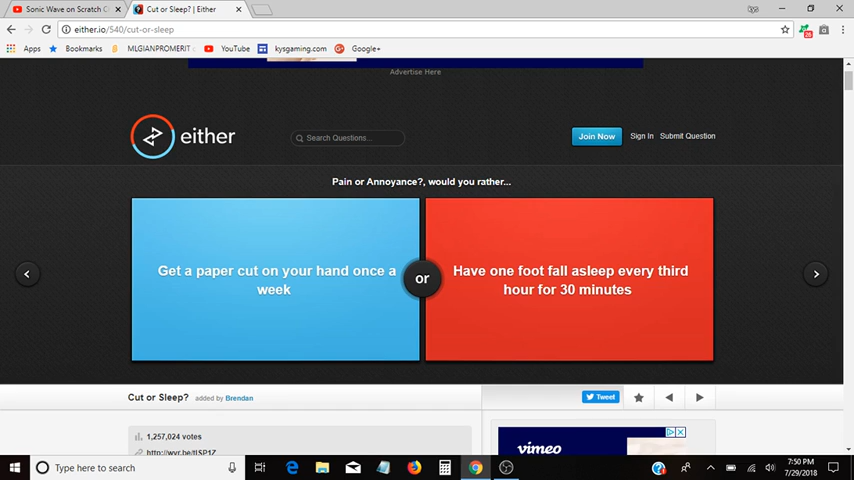 Sonic Wave on Scratch C
Cut or Sleep? | Either
either.io/540/cut-or-sleep
Apps
Bookmarks
MLGIANPROMERIT
YouTube
kysgaming.com
Google+
26
Advertise Here
either
Search Questions...
Join Now
Sign In
Submit Question
Pain or Annoyance?, would you rather...
Get a paper cut on your hand once a
week
or
Have one foot fall asleep every third
hour for 30 minutes
Cut or Sleep?
added by Brendan
Tweet
1,257,024 votes
vimeo
Type here to search
7:50 PM
7/29/2018